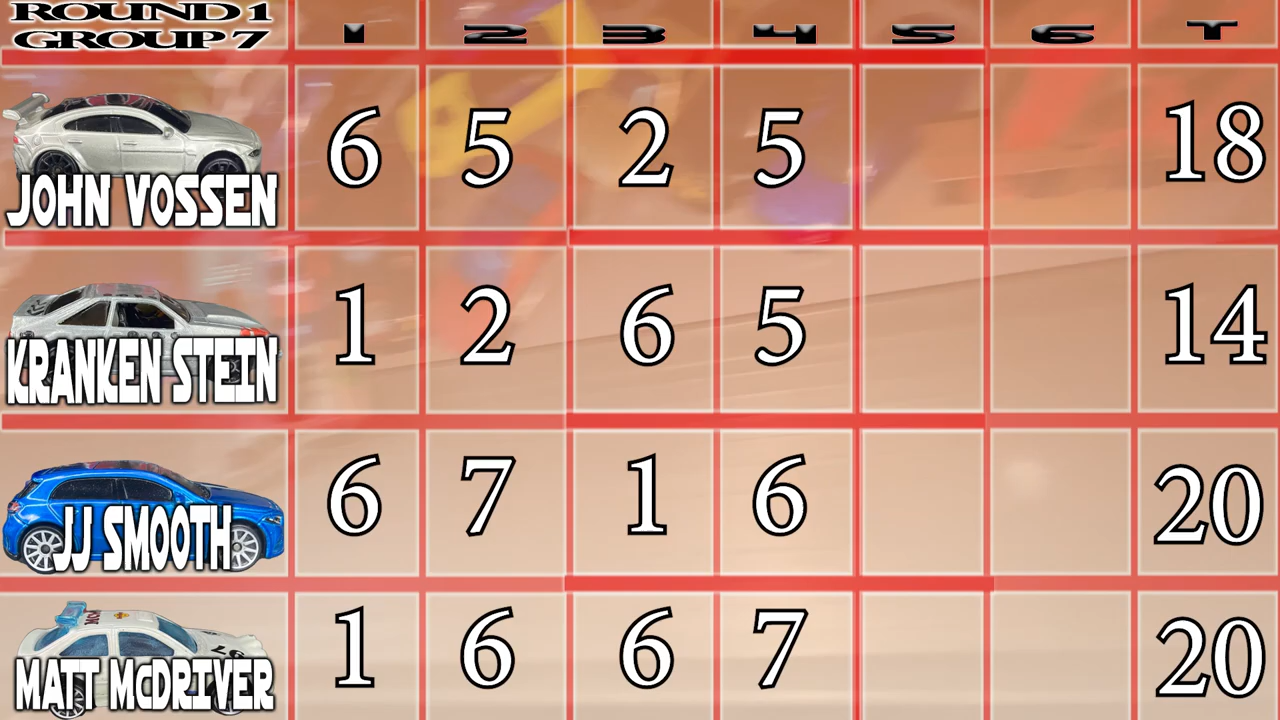 ROUND 1
GROUP 7
1 2 3 4 5 6 T
JOHN VOSSEN 6 5 2 5 18
KRANKEN STEIN 1 2 6 5 14
JJ SMOOTH 6 7 1 6 20
MATT McDRIVER 1 6 6 7 20